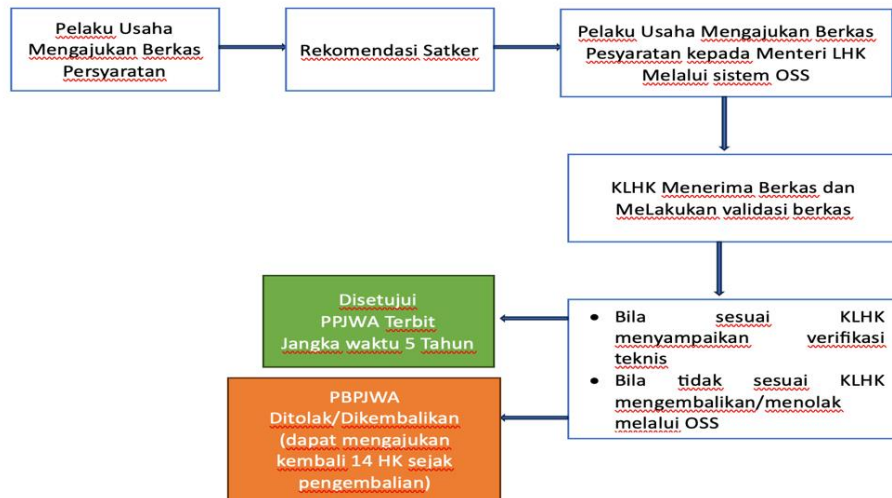 Pelaku Usaha
Mengajukan Berkas
Persyaratan
Rekomendasi Satker
Pelaku Usaha Mengajukan Berkas
Pesyaratan kepada Menteri LHK
Melalui sistem OSS
KLHK Menerima Berkas dan
MeLakukan validasi berkas
• Bila sesuai KLHK
menyampaikan verifikasi
teknis
• Bila tidak sesuai KLHK
mengembalikan/menolak
melalui OSS
Disetujui
PPJWA Terbit
Jangka waktu 5 Tahun
PBPJWA
Ditolak/Dikembalikan
(dapat mengajukan
kembali 14 HK sejak
pengembalian)